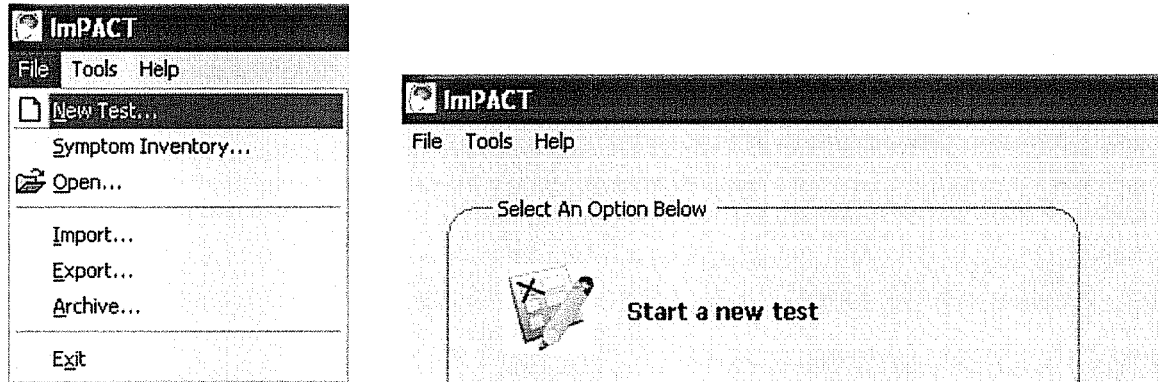 ImPACT
File Tools Help
New Test...
Symptom Inventory...
Open...
Import...
Export...
Archive...
Exit
ImPACT
File Tools Help
Select An Option Below
Start a new test